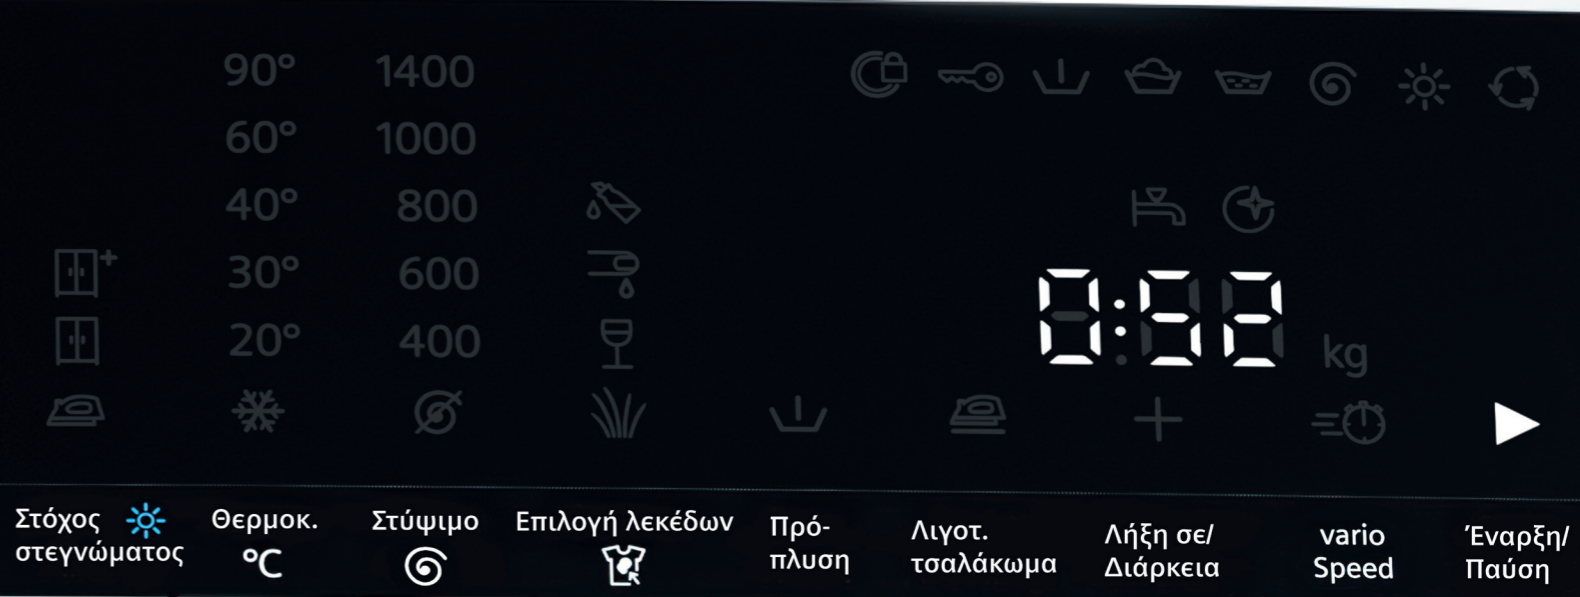 90° 1400
60° 1000
40° 800
30° 600
20° 400
0:52 kg
Στόχος στεγνώματος
Θερμοκ. °C
Στύψιμο
Επιλογή λεκέδων
Πρό-
πλυση
Λιγοτ.
τσαλάκωμα
Λήξη σε/
Διάρκεια
vario
Speed
Έναρξη/
Παύση